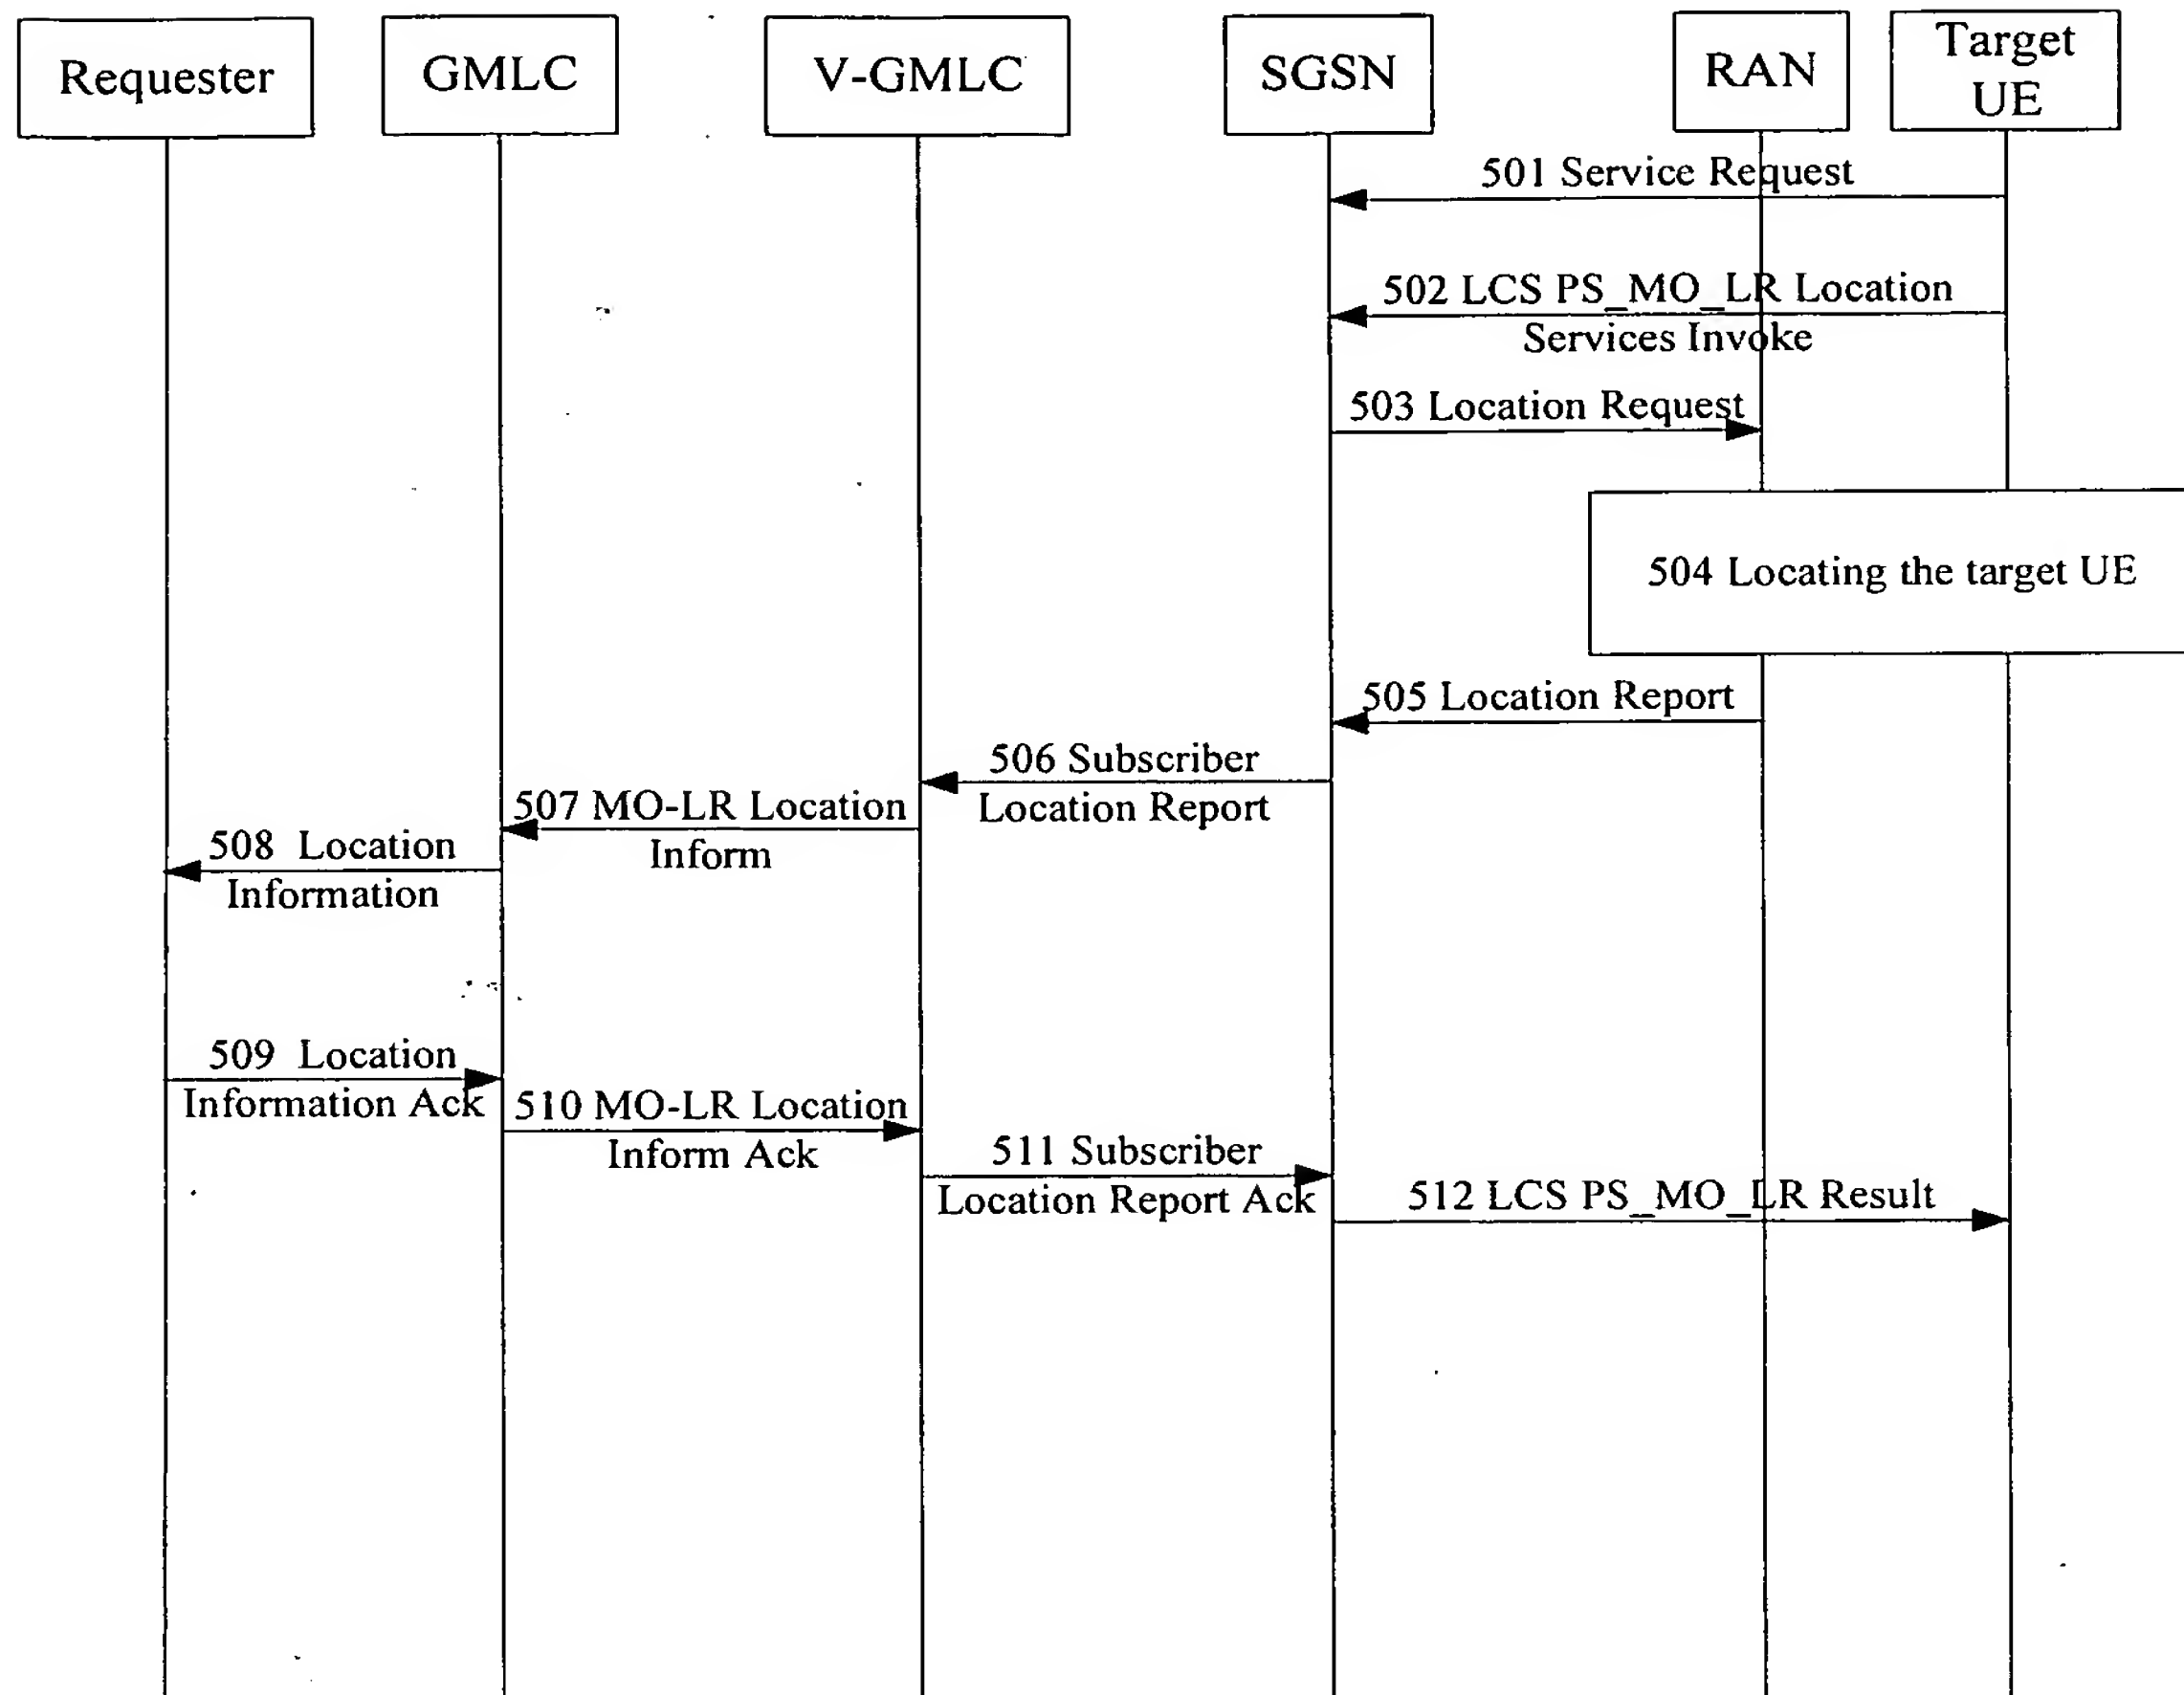 Requester
GMLC
V-GMLC
SGSN
RAN
Target
UE
501 Service Request
502 LCS PS_MO_LR Location
Services Invoke
503 Location Request
504 Locating the target UE
505 Location Report
506 Subscriber
Location Report
507 MO-LR Location
Inform
508 Location
Information
509 Location
Information Ack
510 MO-LR Location
Inform Ack
511 Subscriber
Location Report Ack
512 LCS PS_MO_LR Result